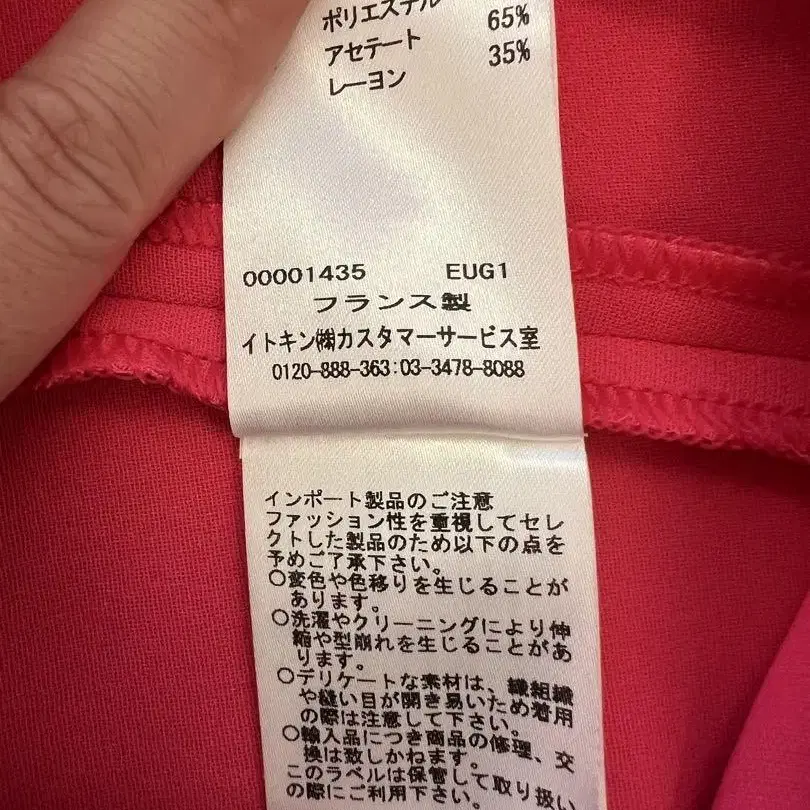 ポリエステル
アセテート 65%
レーヨン 35%
00001435 EUG1
フランス製
イトキン㈱カスタマーサービス室
0120-888-363:03-3478-8088
インポート製品のご注意
ファッション性を重視してセレ
クトした製品のため以下の点を
予めご了承下さい。
○変色や色移りを生じることが
あります。
○洗濯やクリーニングにより伸
縮や型崩れを生じることがあ
ります。
○デリケートな素材は、繊組織
や縫い目が開き易いため着用
の際は注意して下さい。
○輸入品につき商品の修理、交
換は致しかねます。
このラベルは保管して取り扱い
の際にご利用下さい。